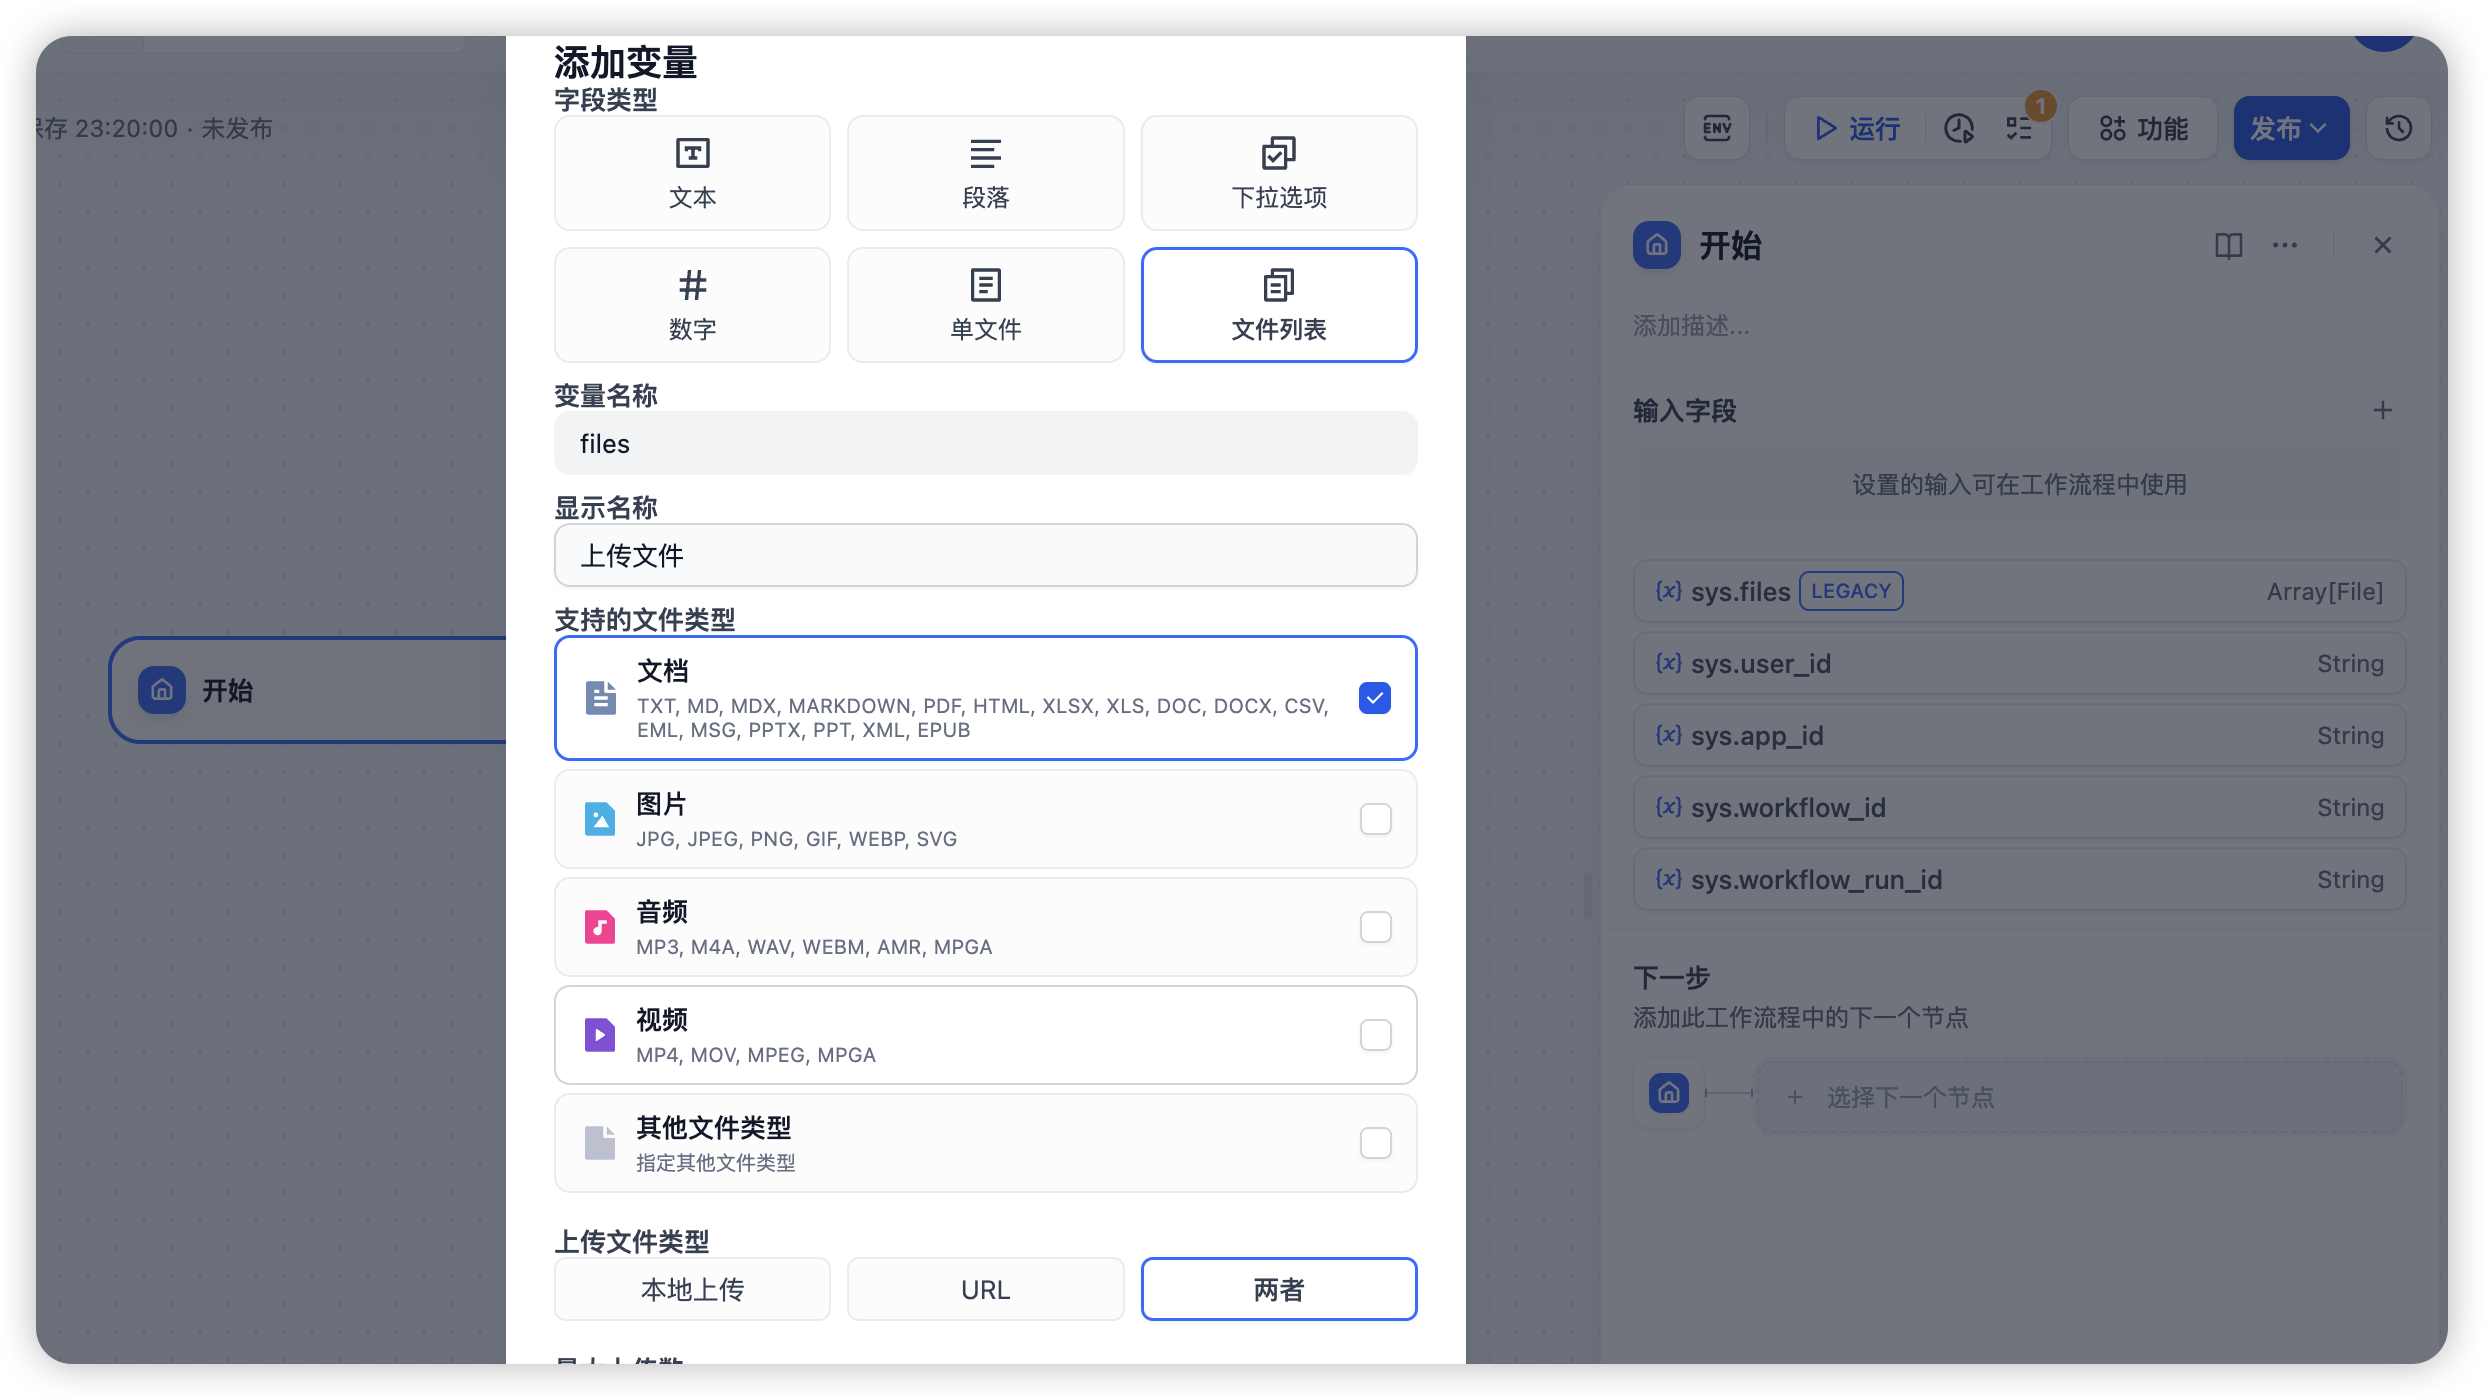 添加变量
字段类型
文本
段落
下拉选项
数字
单文件
文件列表
变量名称
files
显示名称
上传文件
支持的文件类型
文档
TXT, MD, MDX, MARKDOWN, PDF, HTML, XLSX, XLS, DOC, DOCX, CSV,
EML, MSG, PPTX, PPT, XML, EPUB
图片
JPG, JPEG, PNG, GIF, WEBP, SVG
音频
MP3, M4A, WAV, WEBM, AMR, MPGA
视频
MP4, MOV, MPEG, MPGA
其他文件类型
指定其他文件类型
上传文件类型
本地上传
URL
两者
存 23:20:00 · 未发布
开始
ENV
运行
1
功能
发布
开始
添加描述...
输入字段
设置的输入可在工作流程中使用
{x} sys.files LEGACY Array[File]
{x} sys.user_id String
{x} sys.app_id String
{x} sys.workflow_id String
{x} sys.workflow_run_id String
下一步
添加此工作流程中的下一个节点
+ 选择下一个节点